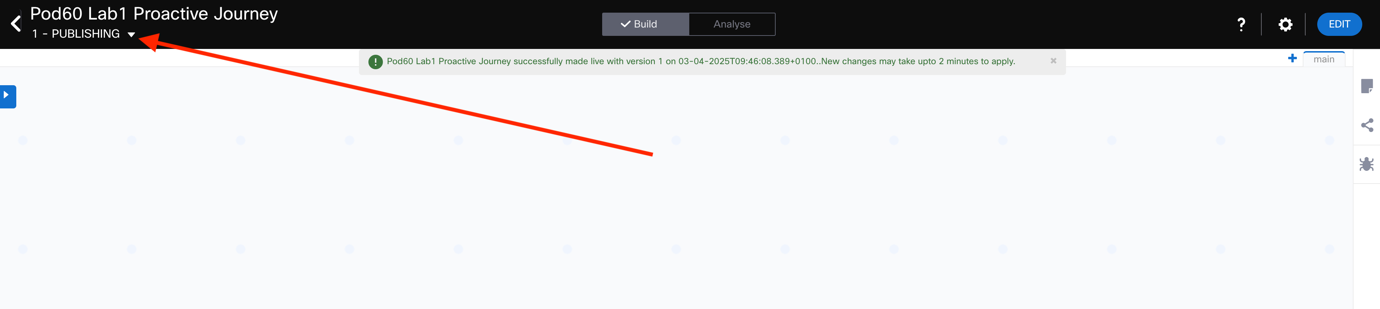 Pod60 Lab1 Proactive Journey
1 - PUBLISHING
Build
Analyse
?
EDIT
Pod60 Lab1 Proactive Journey successfully made live with version 1 on 03-04-2025T09:46:08.389+0100..New changes may take upto 2 minutes to apply.
main